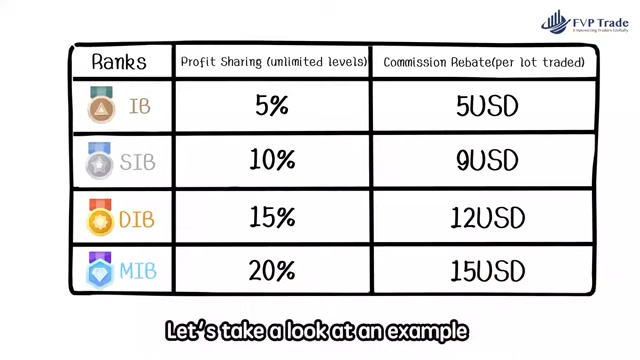 FVP Trade
Empowering Traders Globally
Ranks Profit Sharing (unlimited levels) Commission Rebate(per lot traded)
IB 5% 5USD
SIB 10% 9USD
DIB 15% 12USD
MIB 20% 15USD
Let's take a look at an example